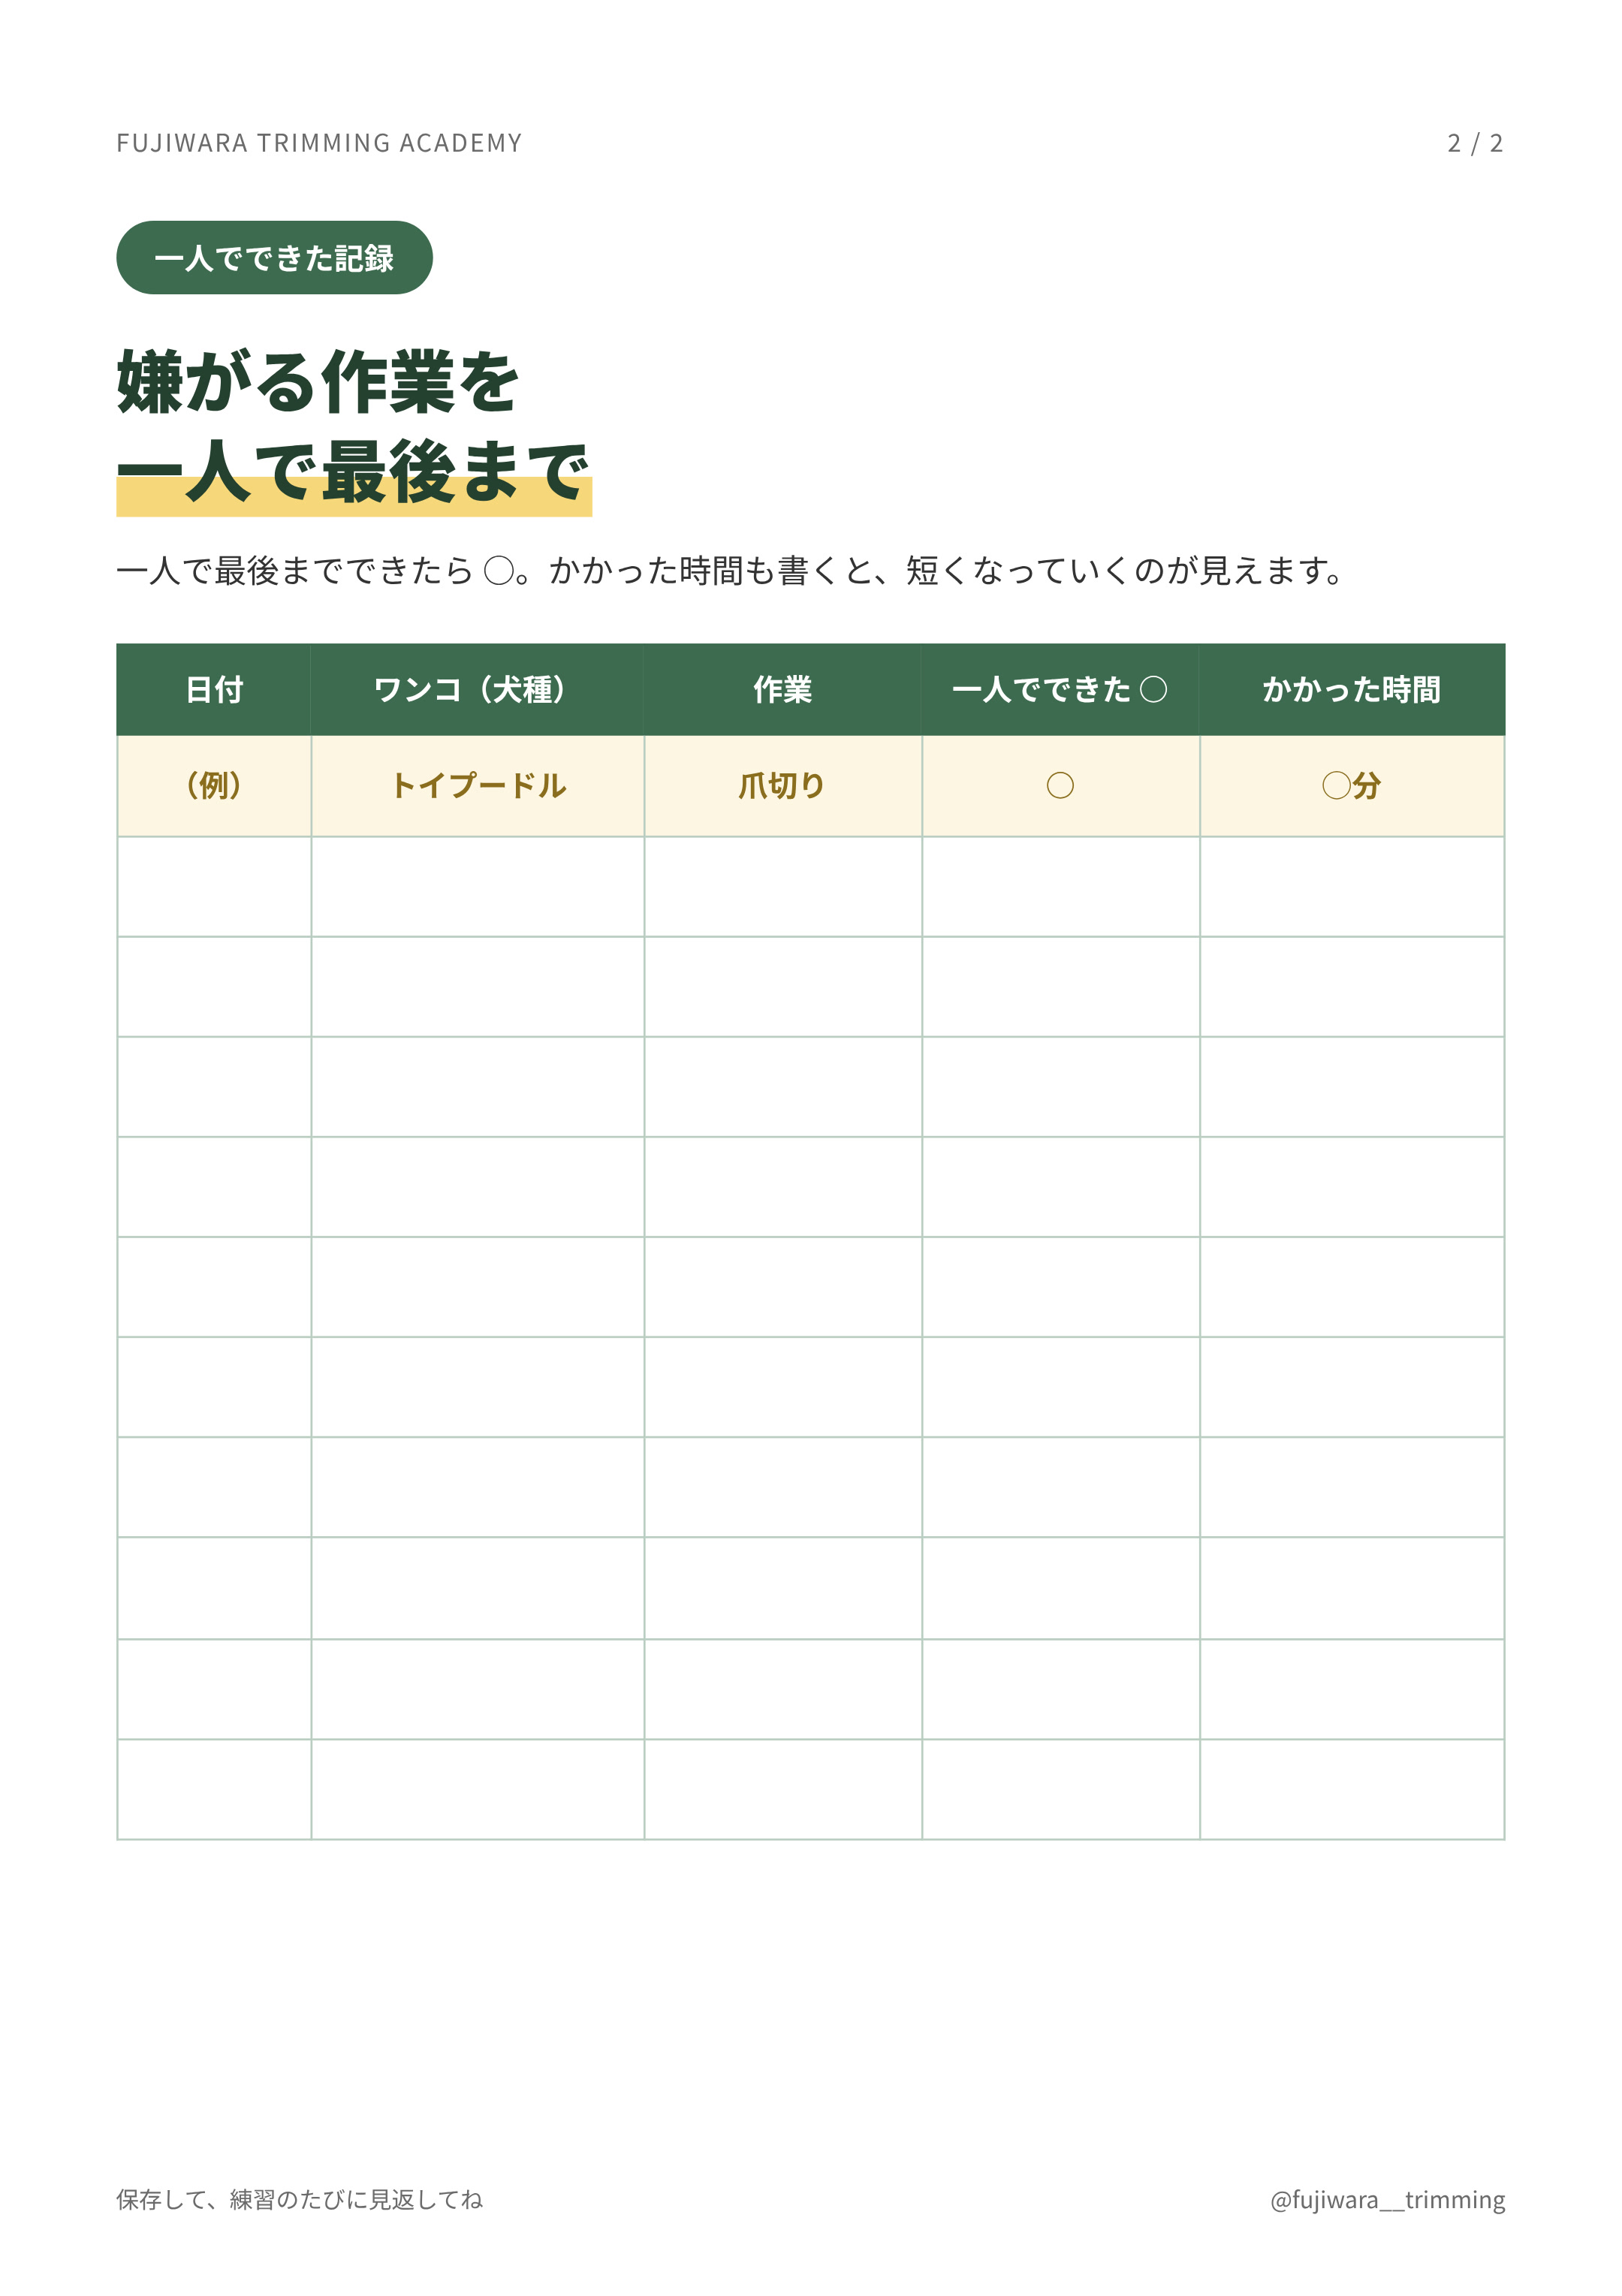 FUJIWARA TRIMMING ACADEMY
2 / 2
一人でできた記録
嫌がる作業を
一人で最後まで
一人で最後までできたら ◯。かかった時間も書くと、短くなっていくのが見えます。
日付 ワンコ（犬種） 作業 一人でできた ◯ かかった時間
（例） トイプードル 爪切り ◯ ◯分
保存して、練習のたびに見返してね
@fujiwara__trimming